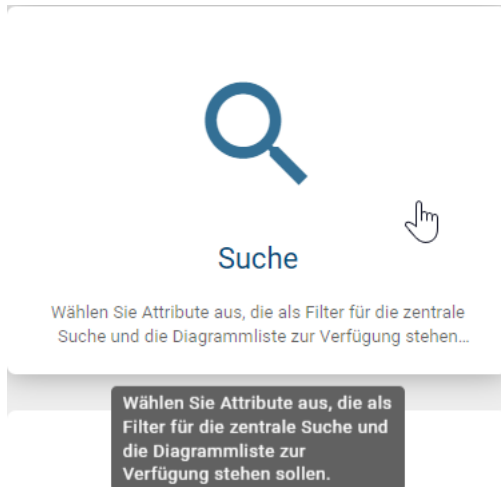 Suche
Wählen Sie Attribute aus, die als Filter für die zentrale
Suche und die Diagrammliste zur Verfügung stehen...
Wählen Sie Attribute aus, die als
Filter für die zentrale Suche und
die Diagrammliste zur
Verfügung stehen sollen.